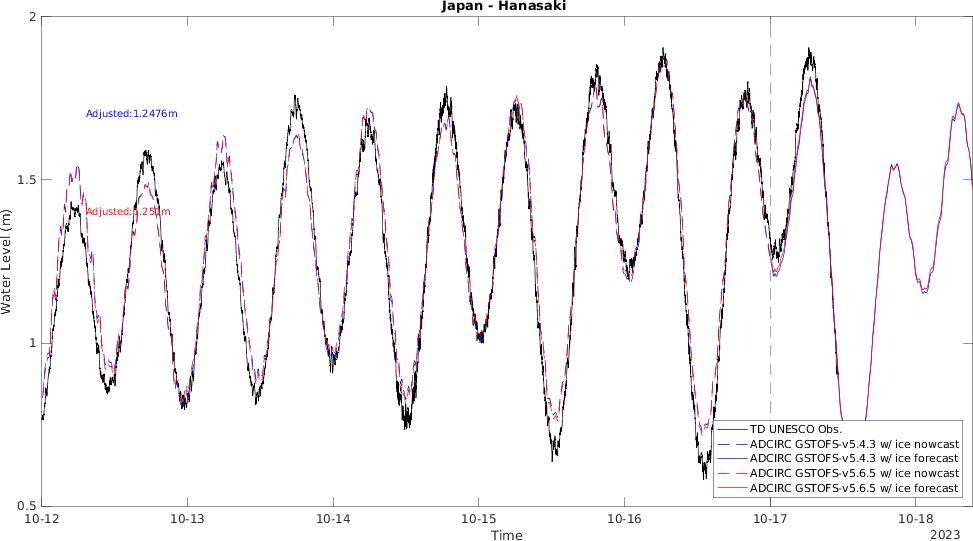 Japan - Hanasaki
2
1.5
1
0.5
Water Level (m)
Adjusted:1.2476m
Adjusted:1.251m
TD UNESCO Obs.
ADCIRC GSTOFS-v5.4.3 w/ ice nowcast
ADCIRC GSTOFS-v5.4.3 w/ ice forecast
ADCIRC GSTOFS-v5.6.5 w/ ice nowcast
ADCIRC GSTOFS-v5.6.5 w/ ice forecast
10-12
10-13
10-14
10-15
10-16
10-17
10-18
Time
2023